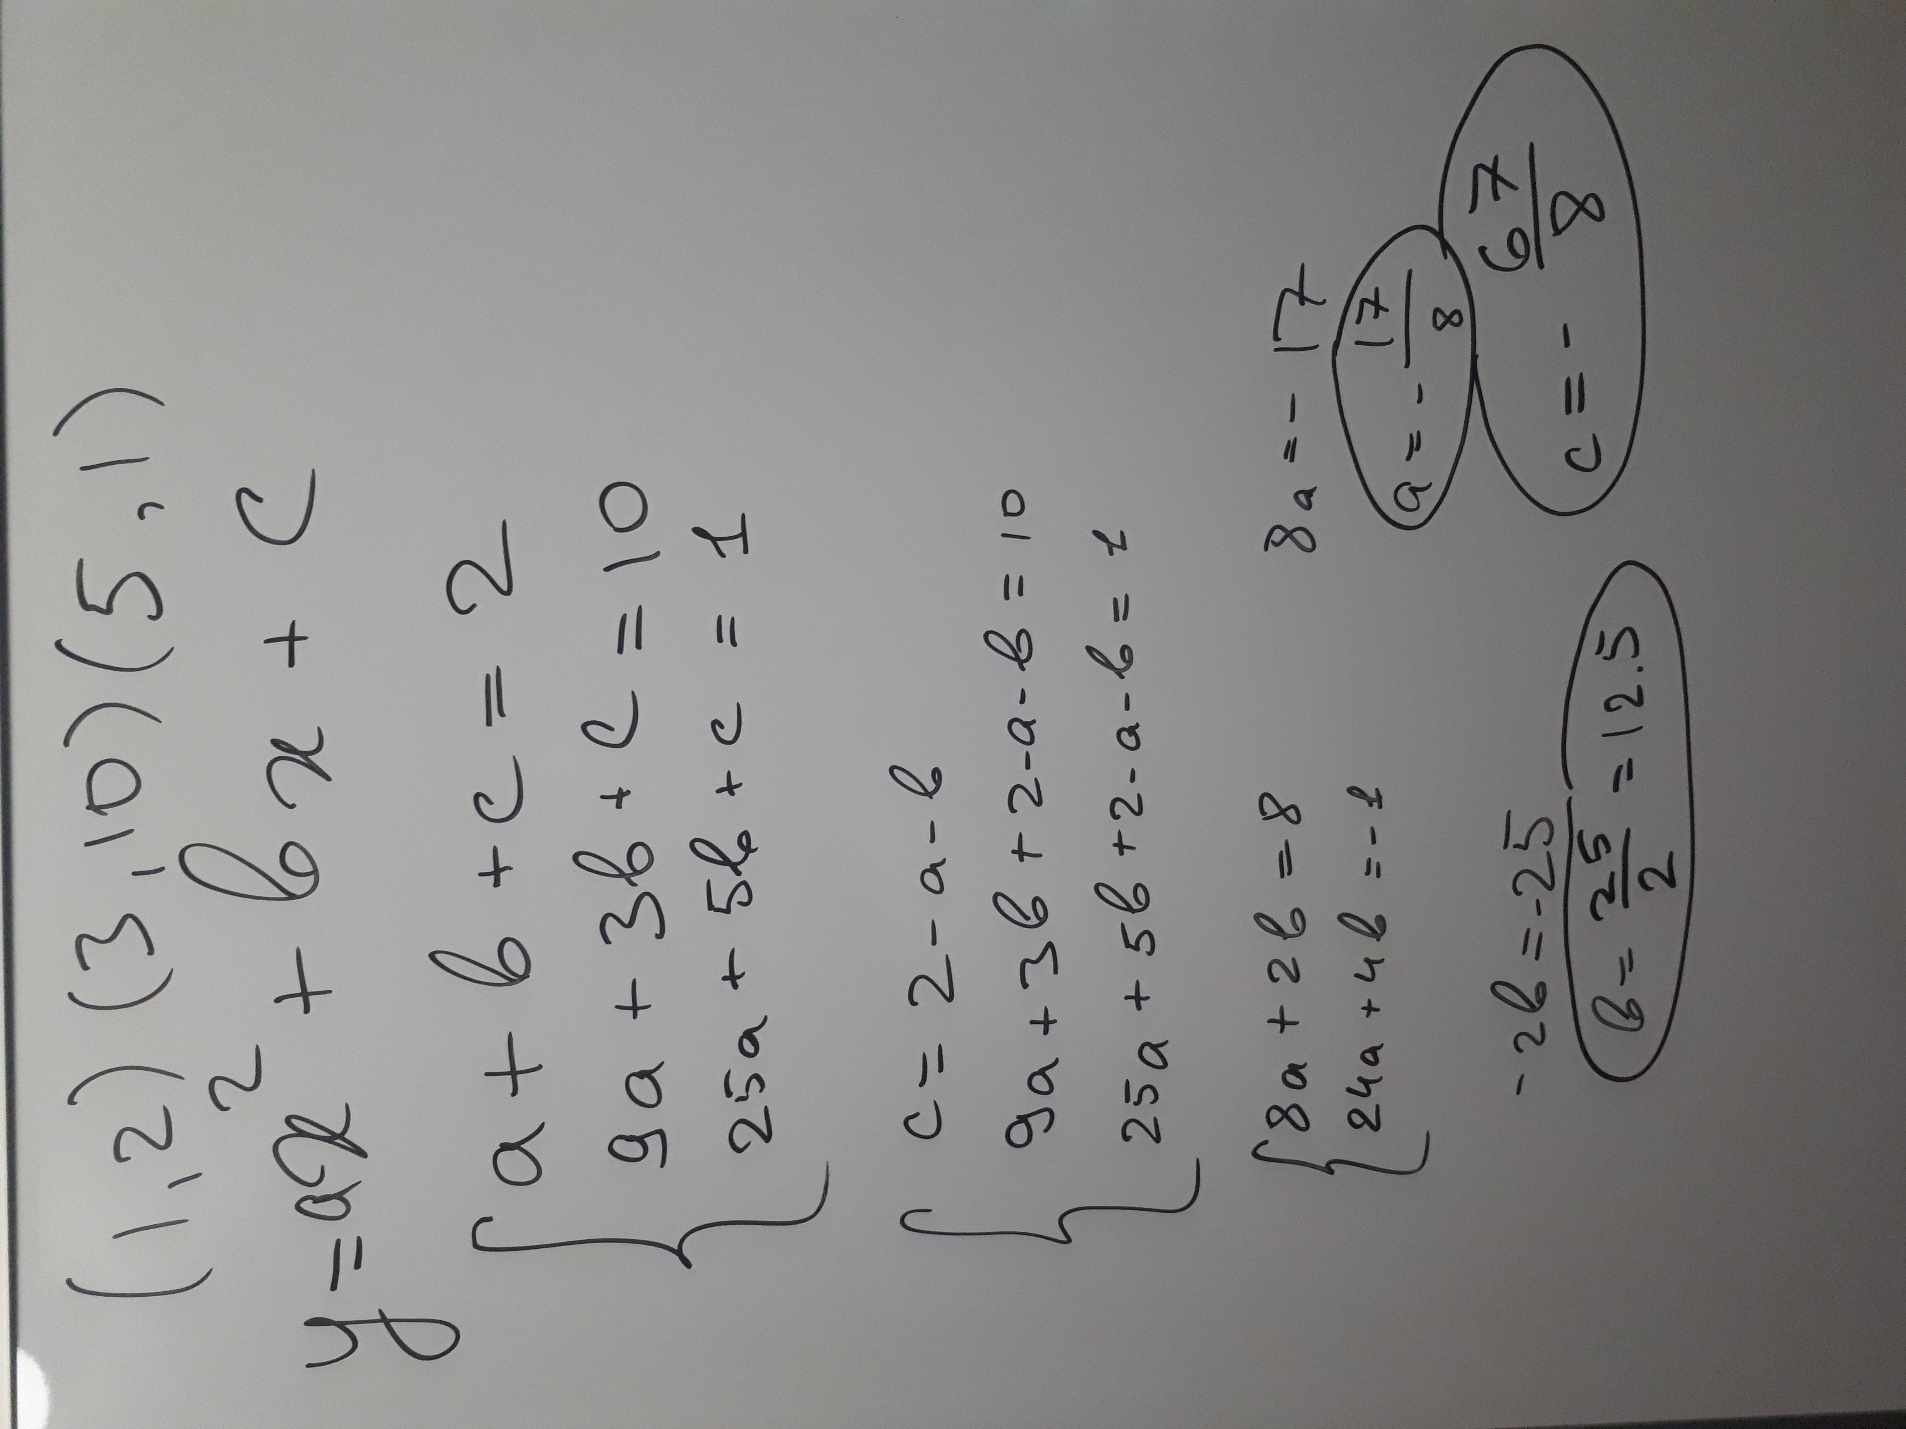 (1,2) (3,10) (5,1)
y=ax² + bx + c
a + b + c = 2
9a + 3b + c = 10
25a + 5b + c = 1
c = 2 - a - b
9a + 3b + 2 - a - b = 10
25a + 5b + 2 - a - b = 1
8a + 2b = 8
24a + 4b = -1
-2b = -25
b = 25/2 = 12.5
8a = -17
a = - 17/8
c = - 67/8